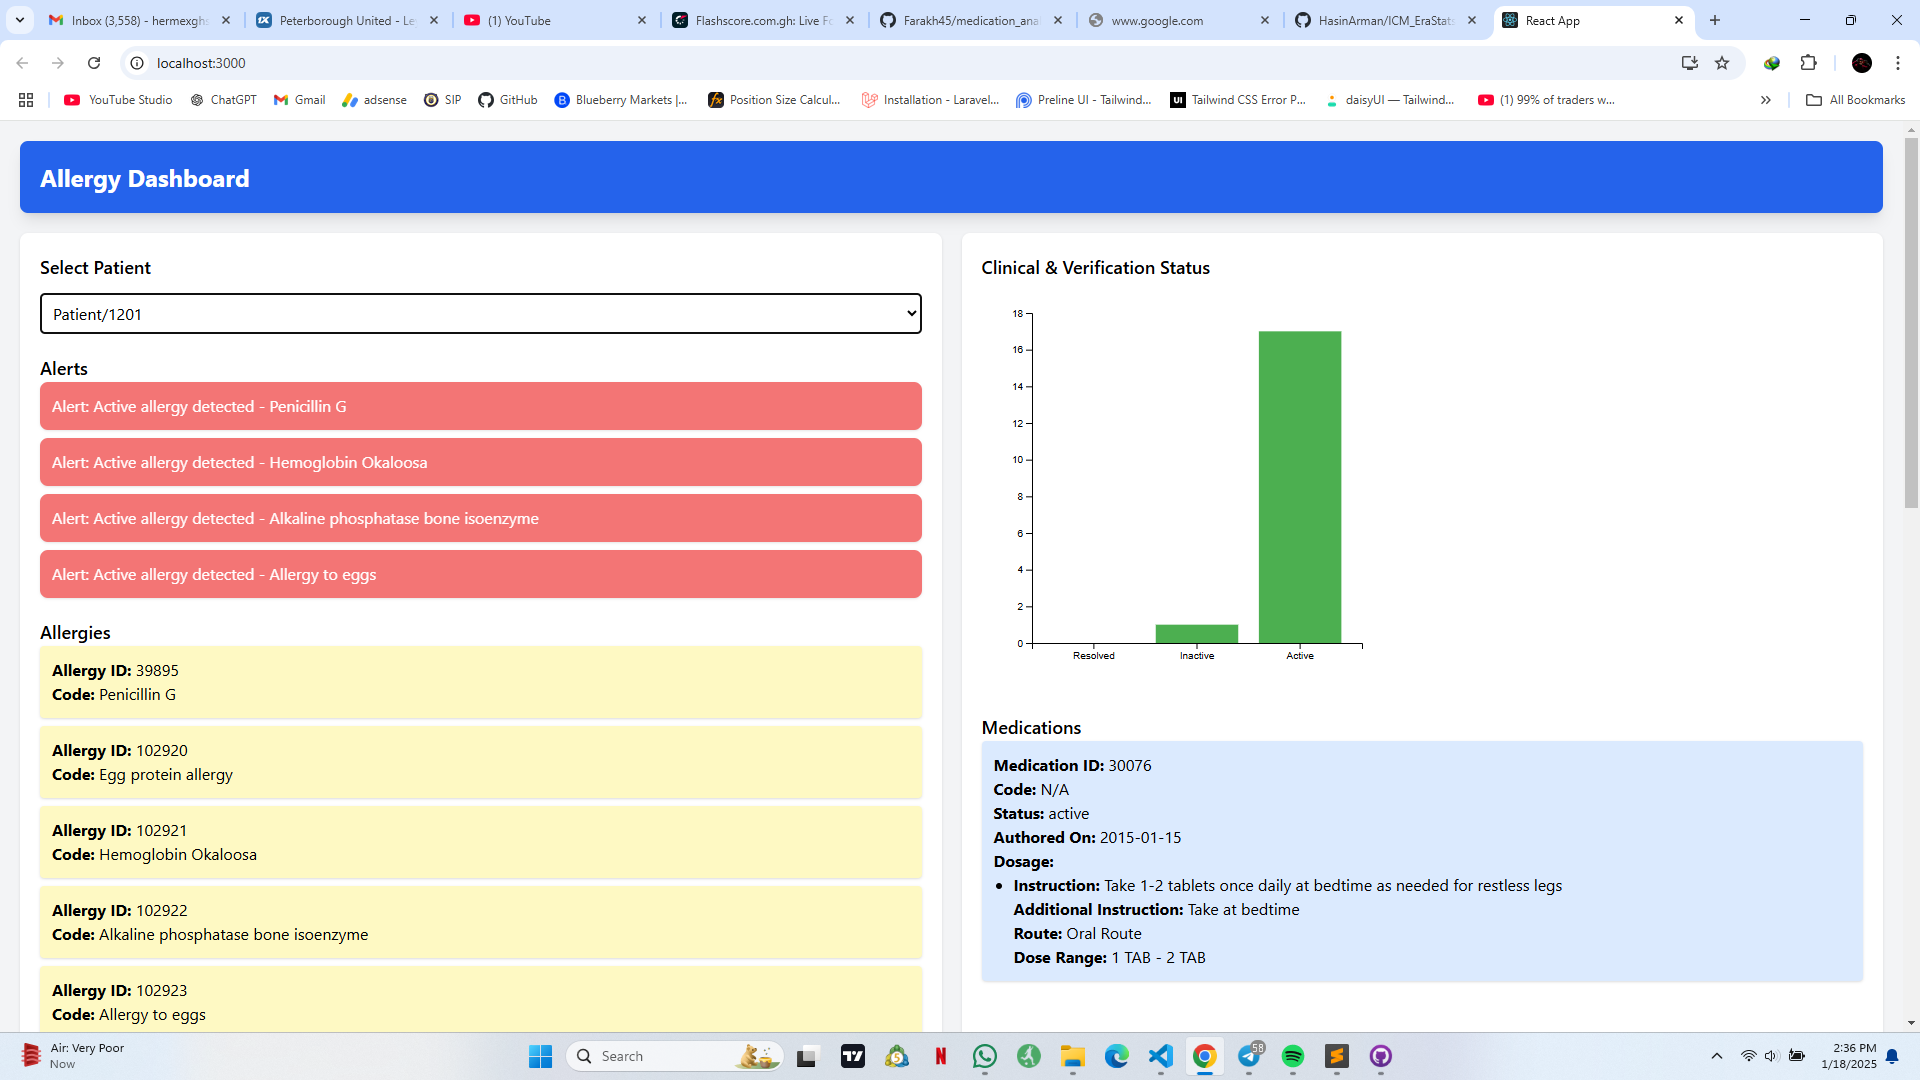 Inbox (3,558) - hermexgh
Peterborough United - Le
(1) YouTube
Flashscore.com.gh: Live Fo
Farakh45/medication_ana
www.google.com
HasinArman/ICM_EraStats
React App
localhost:3000
YouTube Studio
ChatGPT
Gmail
adsense
SIP
GitHub
Blueberry Markets |...
Position Size Calcul...
Installation - Laravel...
Preline UI - Tailwind...
Tailwind CSS Error P...
daisyUI — Tailwind...
(1) 99% of traders w...
All Bookmarks
Allergy Dashboard
Select Patient
Patient/1201
Alerts
Alert: Active allergy detected - Penicillin G
Alert: Active allergy detected - Hemoglobin Okaloosa
Alert: Active allergy detected - Alkaline phosphatase bone isoenzyme
Alert: Active allergy detected - Allergy to eggs
Allergies
Allergy ID: 39895
Code: Penicillin G
Allergy ID: 102920
Code: Egg protein allergy
Allergy ID: 102921
Code: Hemoglobin Okaloosa
Allergy ID: 102922
Code: Alkaline phosphatase bone isoenzyme
Allergy ID: 102923
Code: Allergy to eggs
Clinical & Verification Status
18
16
14
12
10
8
6
4
2
0
Resolved
Inactive
Active
Medications
Medication ID: 30076
Code: N/A
Status: active
Authored On: 2015-01-15
Dosage:
Instruction: Take 1-2 tablets once daily at bedtime as needed for restless legs
Additional Instruction: Take at bedtime
Route: Oral Route
Dose Range: 1 TAB - 2 TAB
Air: Very Poor
Now
Search
58
2:36 PM
1/18/2025